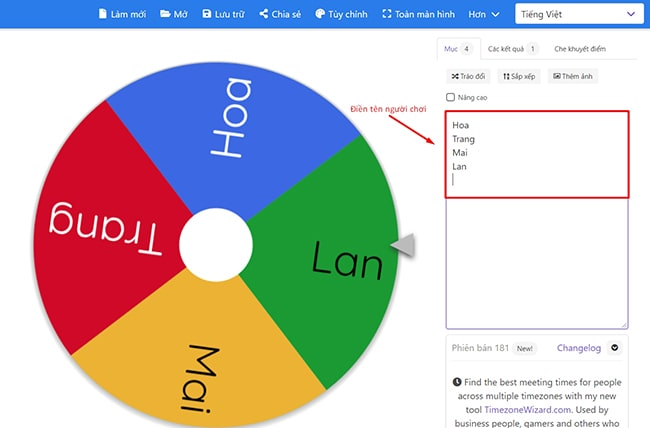 Làm mới Mở Lưu trữ Chia sẻ Tùy chỉnh Toàn màn hình Hơn Tiếng Việt
Mục 4 Các kết quả 1 Che khuyết điểm
Tráo đổi Sắp xếp Thêm ảnh
Nâng cao
Điền tên người chơi
Hoa
Trang
Mai
Lan
Hoa
Trang
Lan
Mai
Phiên bản 181 New! Changelog
Find the best meeting times for people
across multiple timezones with my new
tool TimezoneWizard.com. Used by
business people, gamers and others who